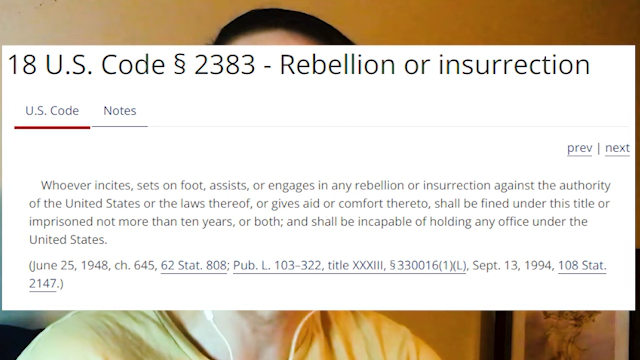 18 U.S. Code § 2383 - Rebellion or insurrection
U.S. Code Notes
prev | next
Whoever incites, sets on foot, assists, or engages in any rebellion or insurrection against the authority
of the United States or the laws thereof, or gives aid or comfort thereto, shall be fined under this title or
imprisoned not more than ten years, or both; and shall be incapable of holding any office under the
United States.
(June 25, 1948, ch. 645, 62 Stat. 808; Pub. L. 103–322, title XXXIII, § 330016(1)(L), Sept. 13, 1994, 108 Stat.
2147.)